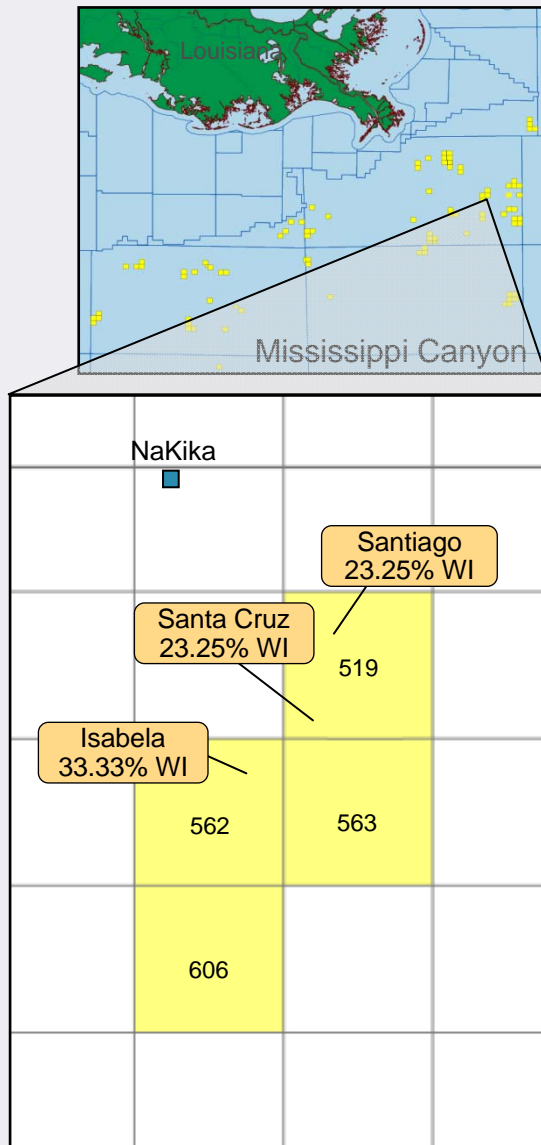 Louisiana
Mississippi Canyon
NaKika
Santiago
23.25% WI
Santa Cruz
23.25% WI
519
Isabela
33.33% WI
562
563
606